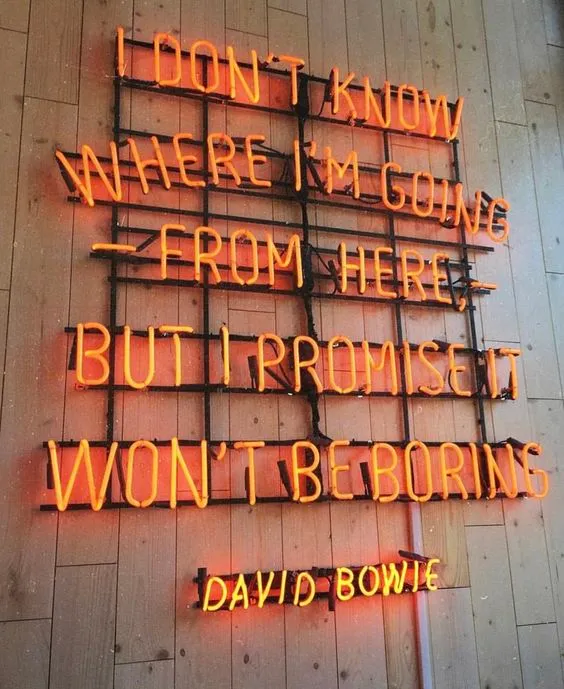 I DON'T KNOW
WHERE I'M GOING
– FROM HERE, –
BUT I PROMISE IT
WON'T BE BORING
DAVID BOWIE